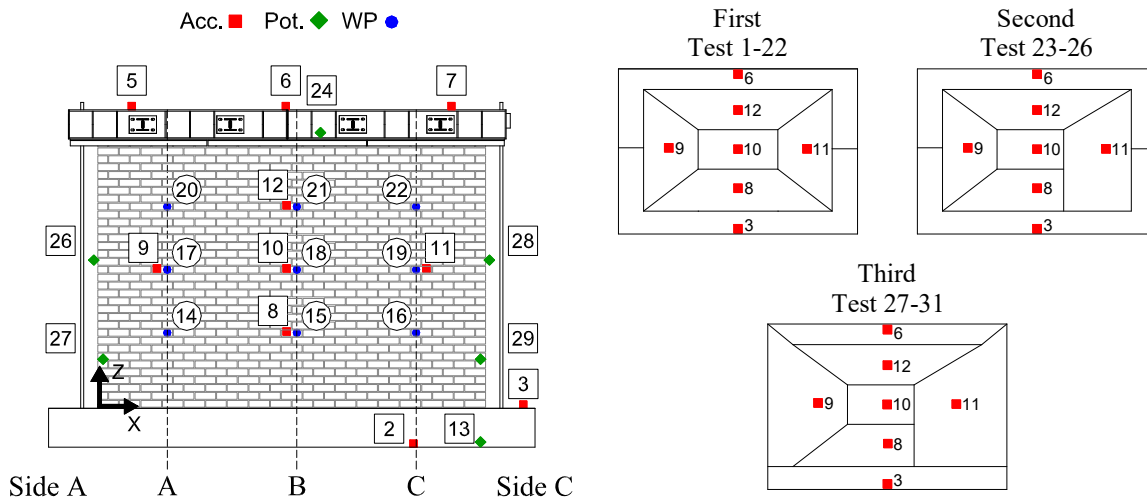 Acc. Pot. WP
5 6 24 7
20 12 21 22
26 9 17 10 18 19 11 28
27 14 8 15 16 29
Z
X
3
2 13
Side A A B C Side C
First
Test 1-22
6
12
9 10 11
8
3
Second
Test 23-26
6
12
9 10 11
8
3
Third
Test 27-31
6
12
9 10 11
8
3